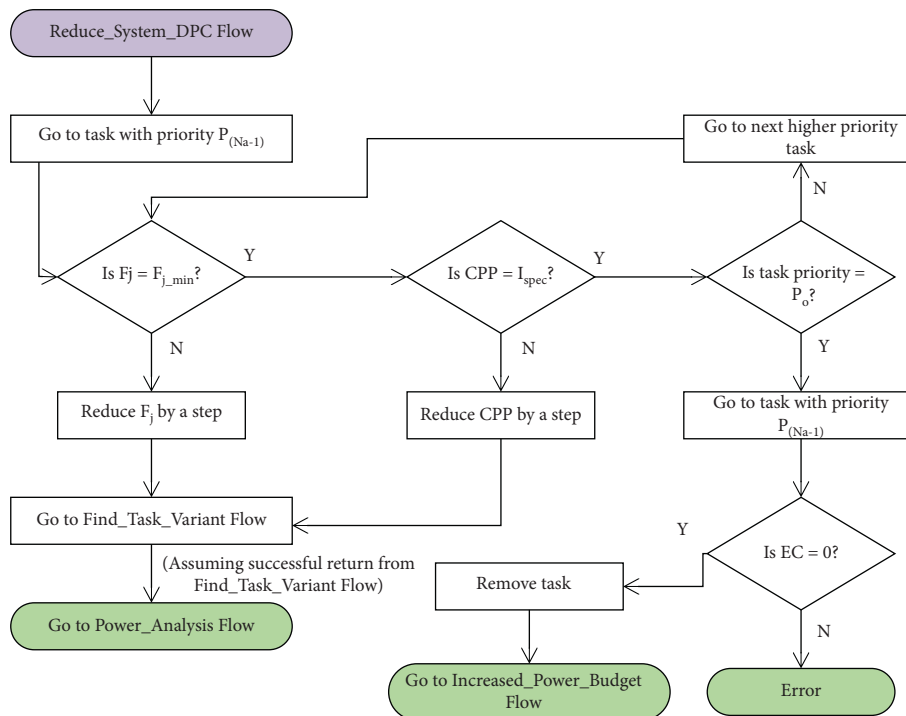 Reduce_System_DPC Flow
Go to task with priority P(Na-1)
Go to next higher priority
task
N
Is Fj = Fj_min?
Y
Is CPP = Ispec?
Y
Is task priority =
Po?
N
N
Y
Reduce Fj by a step
Reduce CPP by a step
Go to task with priority
P(Na-1)
Go to Find_Task_Variant Flow
(Assuming successful return from
Find_Task_Variant Flow)
Y
Is EC = 0?
Remove task
N
Go to Power_Analysis Flow
Go to Increased_Power_Budget
Flow
Error